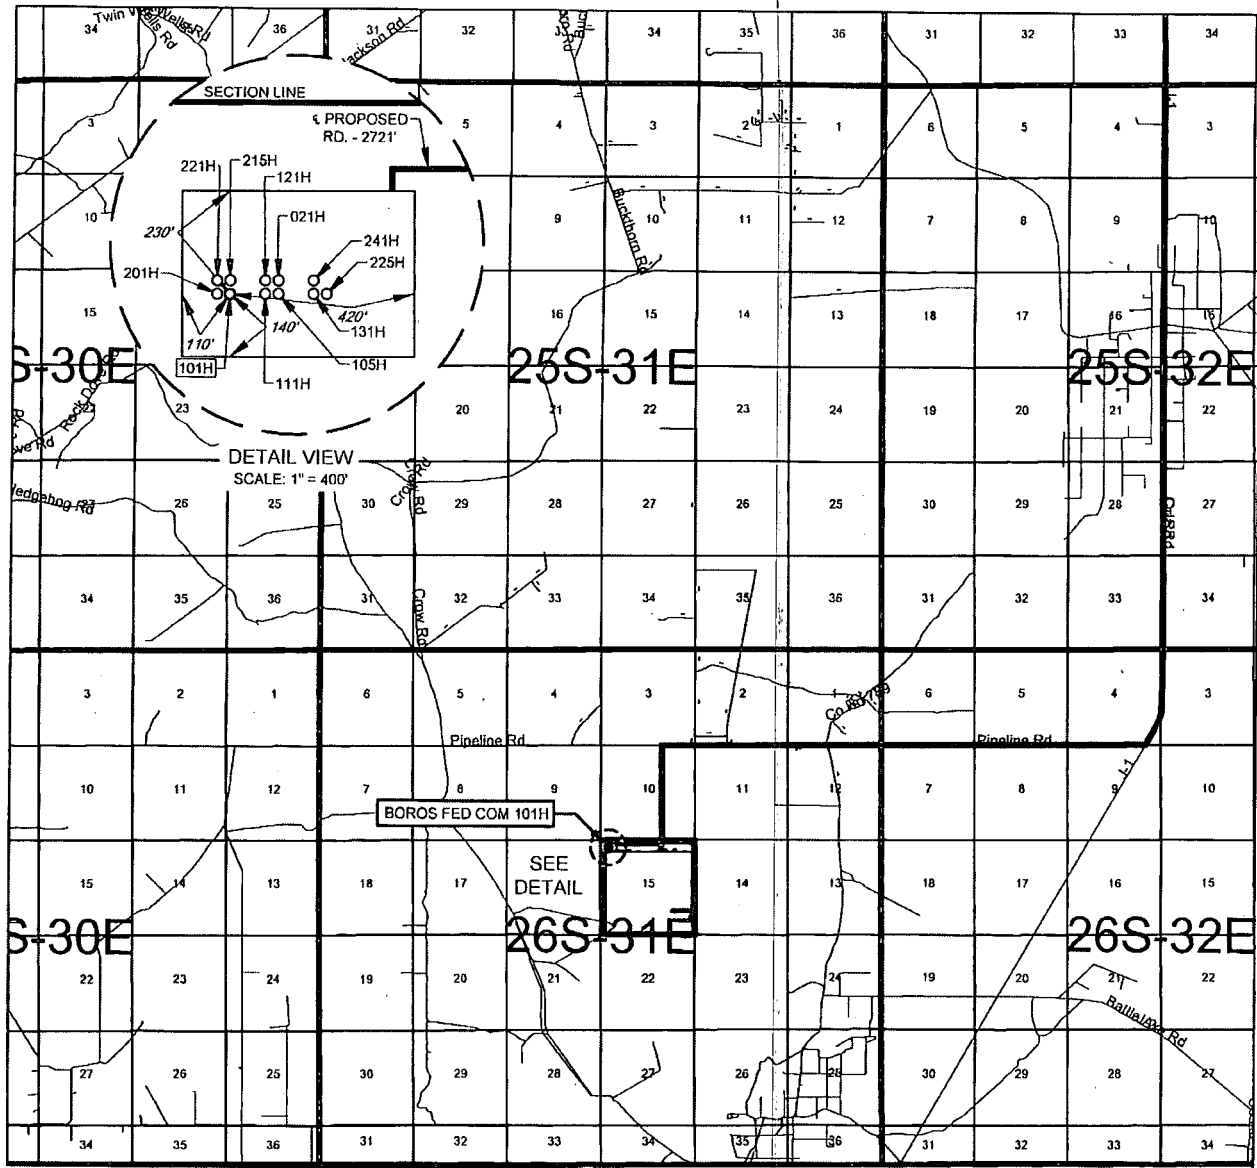 Twin Wells Rd
Wells Rd
34 36 31 32 33 34 35 36 31 32 33 34
Jackson Rd
SECTION LINE
℄ PROPOSED
RD. - 2721'
3 5 4 3 2 1 6 5 4 3
221H 215H
121H
021H
241H
225H
230'
201H
110' 140' 420'
131H
101H
105H
111H
10 9 10 11 12 7 8 9 10
Buckthorn Rd
15 16 15 14 13 18 17 16 15
S-30E 25S-31E 25S-32E
22 23 20 21 22 23 24 19 20 21 22
DETAIL VIEW
SCALE: 1" = 400'
Crow Rd
27 26 25 30 29 28 27 26 25 30 29 28 27
34 35 36 31 32 33 34 35 36 31 32 33 34
Crow Rd
3 2 1 6 5 4 3 2 1 6 5 4 3
Pipeline Rd Pipeline Rd
J-1
10 11 12 7 8 9 10 11 12 7 8 9 10
BOROS FED COM 101H
SEE
DETAIL
15 14 13 18 17 15 14 13 18 17 16 15
S-30E 26S-31E 26S-32E
22 23 24 19 20 21 22 23 24 19 20 21 22
Battle Axe Rd
27 26 25 30 29 28 27 26 30 29 28 27
34 35 36 31 32 33 34 35 36 31 32 33 34